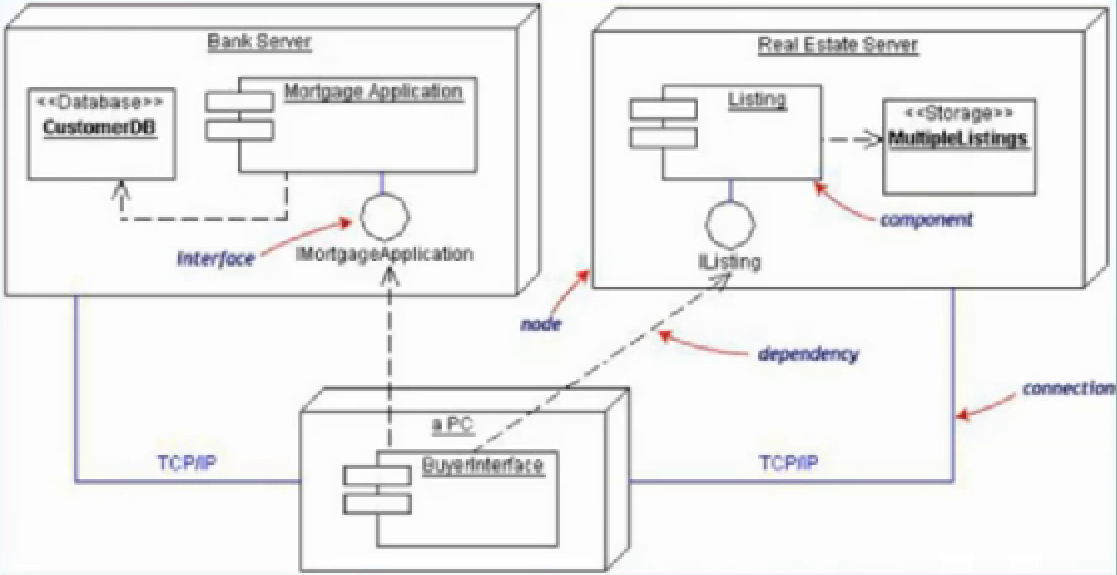 Bank Server
<<Database>>
CustomerDB
Mortgage Application
interface
IMortgageApplication
Real Estate Server
Listing
<<Storage>>
MultipleListings
component
IListing
node
dependency
connection
a PC
BuyerInterface
TCP/IP
TCP/IP